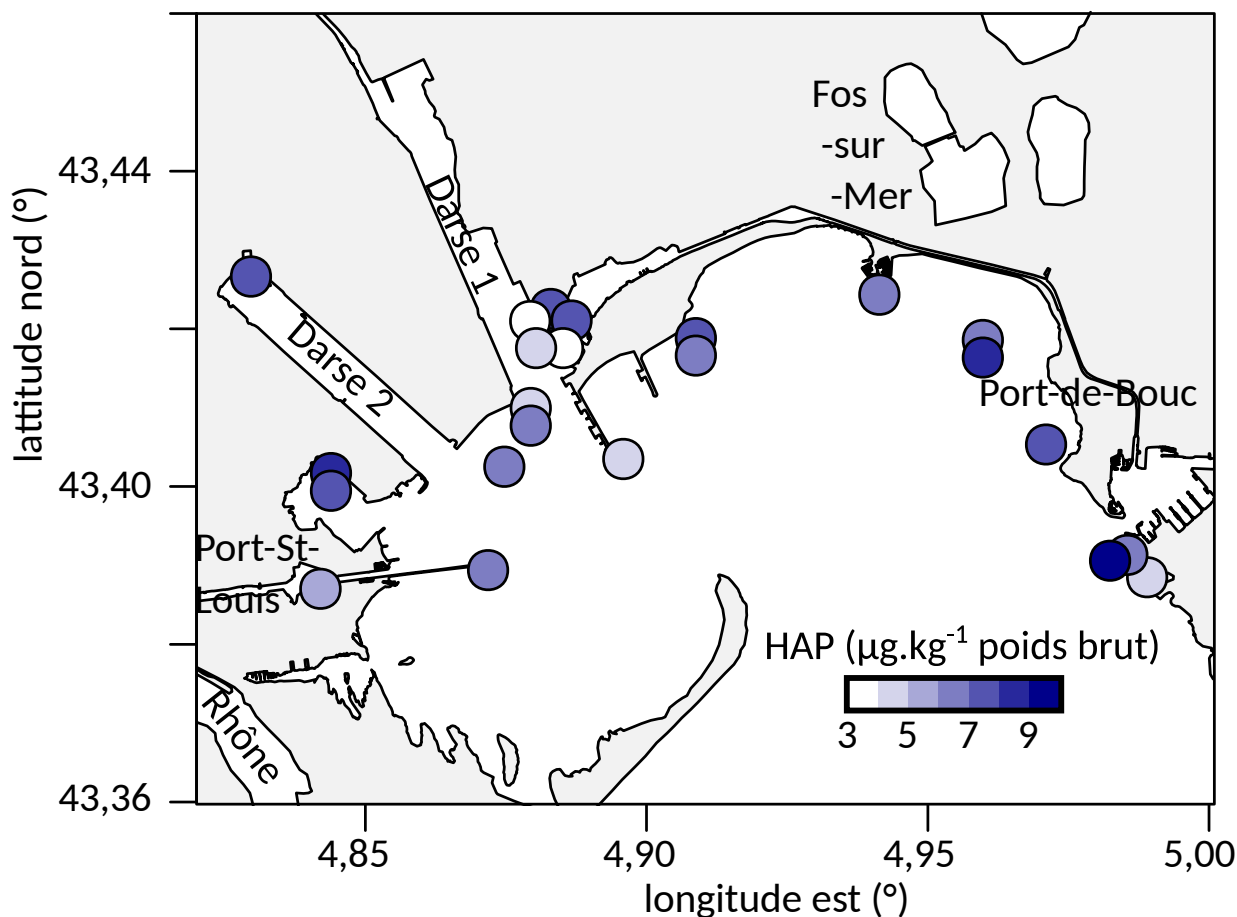 Fos
-sur
-Mer
43,44
Darse 1
lattitude nord (°)
Darse 2
Port-de-Bouc
43,40
Port-St-
Louis
HAP (µg.kg⁻¹ poids brut)
3 5 7 9
Rhône
43,36
4,85 4,90 4,95 5,00
longitude est (°)